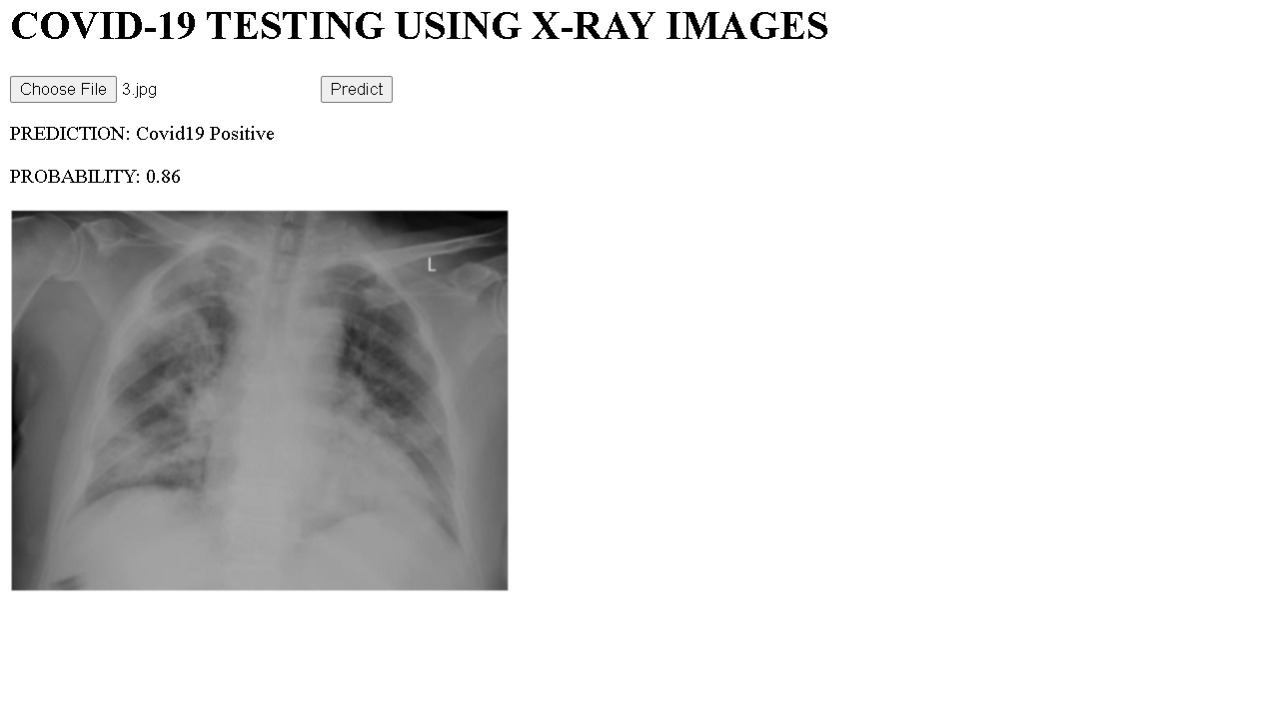 COVID-19 TESTING USING X-RAY IMAGES
Choose File 3.jpg Predict
PREDICTION: Covid19 Positive
PROBABILITY: 0.86
L